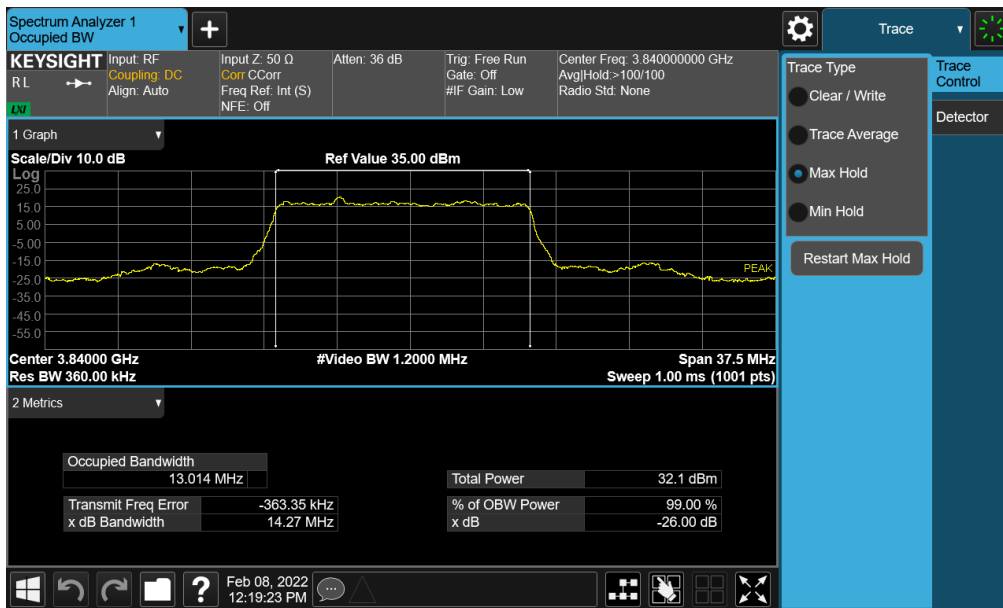 Spectrum Analyzer 1
Occupied BW
Trace
KEYSIGHT
R L
LXI
Input: RF
Coupling: DC
Align: Auto
Input Z: 50 Ω
Corr CCorr
Freq Ref: Int (S)
NFE: Off
Atten: 36 dB
Trig: Free Run
Gate: Off
#IF Gain: Low
Center Freq: 3.840000000 GHz
Avg|Hold:>100/100
Radio Std: None
Trace Type
Clear / Write
Trace Average
Max Hold
Min Hold
Restart Max Hold
Trace
Control
Detector
1 Graph
Scale/Div 10.0 dB
Ref Value 35.00 dBm
Log
25.0
15.0
5.00
-5.00
-15.0
-25.0
-35.0
-45.0
-55.0
PEAK
Center 3.84000 GHz
#Video BW 1.2000 MHz
Span 37.5 MHz
Res BW 360.00 kHz
Sweep 1.00 ms (1001 pts)
2 Metrics
Occupied Bandwidth
13.014 MHz
Total Power 32.1 dBm
Transmit Freq Error -363.35 kHz
% of OBW Power 99.00 %
x dB Bandwidth 14.27 MHz
x dB -26.00 dB
?
Feb 08, 2022
12:19:23 PM